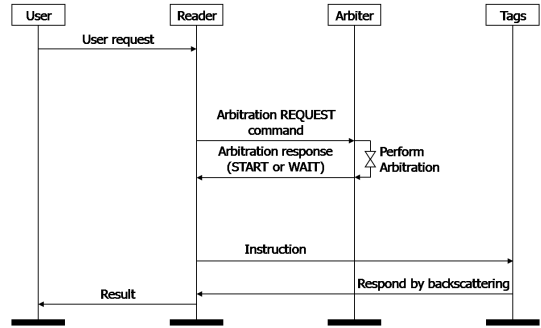 User
Reader
Arbiter
Tags
User request
Arbitration REQUEST
command
Arbitration response
(START or WAIT)
Perform
Arbitration
Instruction
Respond by backscattering
Result